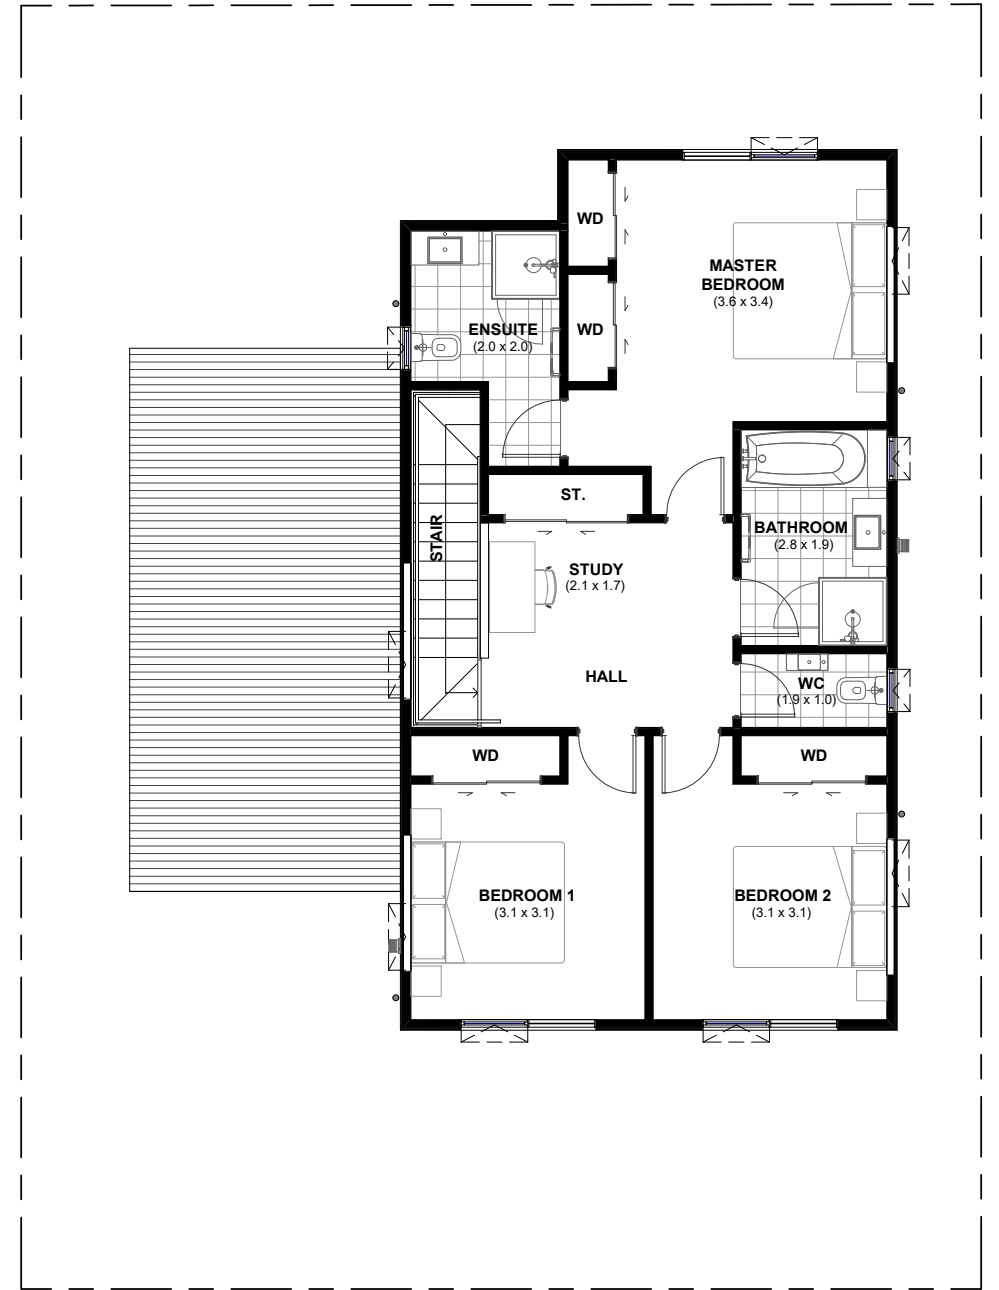 WD
MASTER
BEDROOM
(3.6 x 3.4)
WD
ENSUITE
(2.0 x 2.0)
ST.
STAIR
BATHROOM
(2.8 x 1.9)
STUDY
(2.1 x 1.7)
HALL
WC
(1.9 x 1.0)
WD
WD
BEDROOM 1
(3.1 x 3.1)
BEDROOM 2
(3.1 x 3.1)